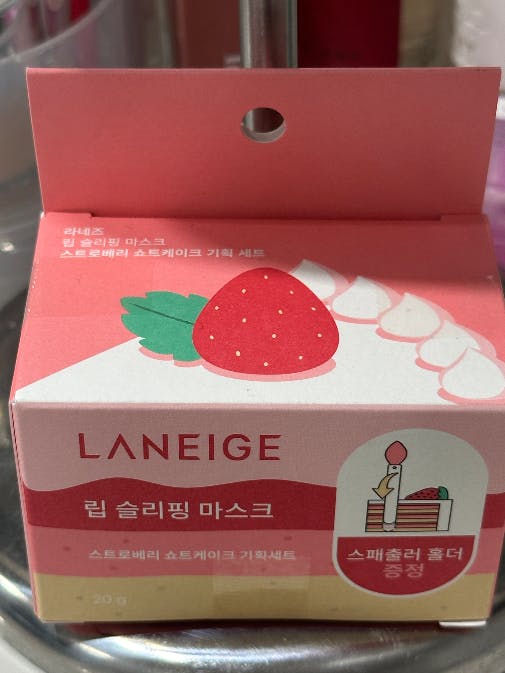 라네즈
립 슬리핑 마스크
스트로베리 쇼트케이크 기획 세트
LANEIGE
립 슬리핑 마스크
스트로베리 쇼트케이크 기획세트
20 g
스패출러 홀더
증정